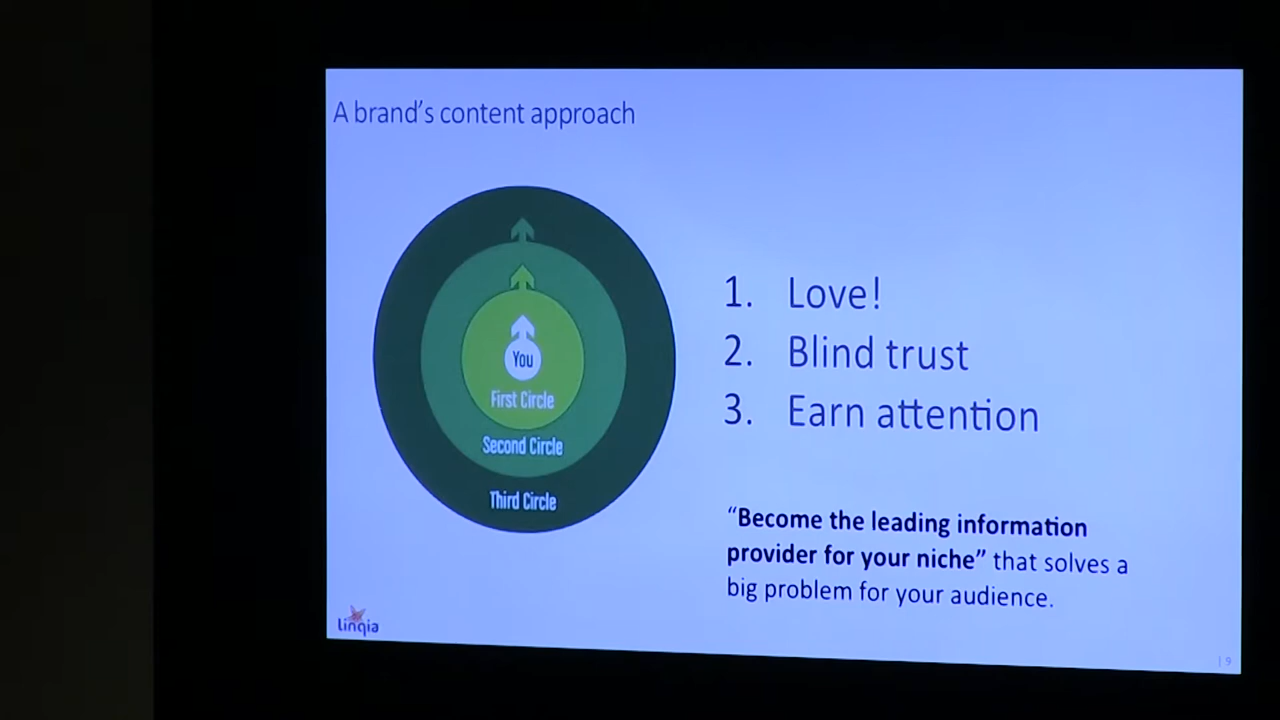 A brand's content approach
You
First Circle
Second Circle
Third Circle
1. Love!
2. Blind trust
3. Earn attention
“Become the leading information
provider for your niche” that solves a
big problem for your audience.
linqia
| 9